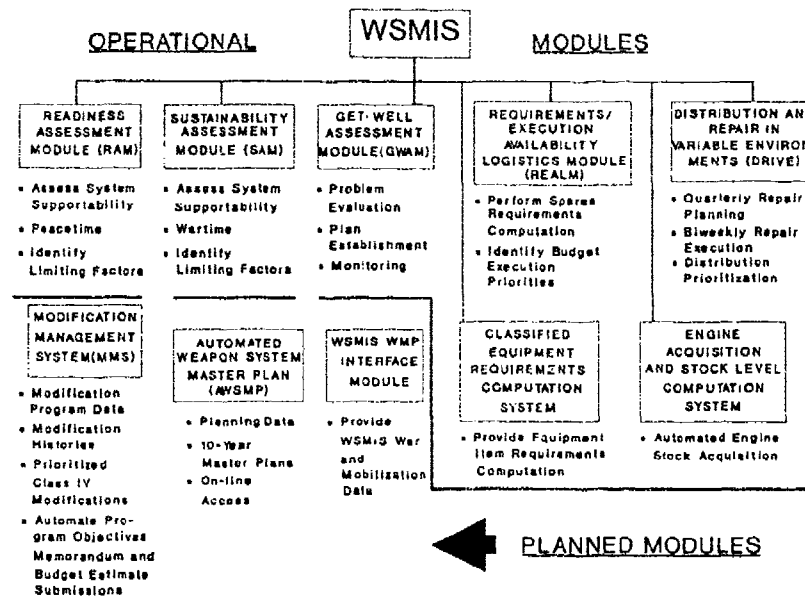 OPERATIONAL
WSMIS
MODULES
READINESS
ASSESSMENT
MODULE (RAM)
• Assess System
Supportability
• Peacetime
• Identify
Limiting Factors
SUSTAINABILITY
ASSESSMENT
MODULE (SAM)
• Assess System
Supportability
• Wartime
• Identify
Limiting Factors
GET-WELL
ASSESSMENT
MODULE(GWAM)
• Problem
Evaluation
• Plan
Establishment
• Monitoring
REQUIREMENTS/
EXECUTION
AVAILABILITY
LOGISTICS MODULE
(REALM)
• Perform Spares
Requirements
Computation
• Identify Budget
Execution
Priorities
DISTRIBUTION AN
REPAIR IN
VARIABLE ENVIRON
MENTS (DRIVE)
• Quarterly Repair
Planning
• Biweekly Repair
Execution
• Distribution
Prioritization
MODIFICATION
MANAGEMENT
SYSTEM(MMS)
• Modification
Program Data
• Modification
Histories
• Prioritized
Class IV
Modifications
• Automate Pro-
gram Objectives
Memorandum and
Budget Estimate
Submissions
AUTOMATED
WEAPON SYSTEM
MASTER PLAN
(AWSMP)
• Planning Data
• 10-Year
Master Plans
• On-line
Access
WSMIS WMP
INTERFACE
MODULE
• Provide
WSMIS War
and
Mobilization
Data
CLASSIFIED
EQUIPMENT
REQUIREMENTS
COMPUTATION
SYSTEM
• Provide Equipment
Item Requirements
Computation
ENGINE
ACQUISITION
AND STOCK LEVEL
COMPUTATION
SYSTEM
• Automated Engine
Stock Acquisition
PLANNED MODULES